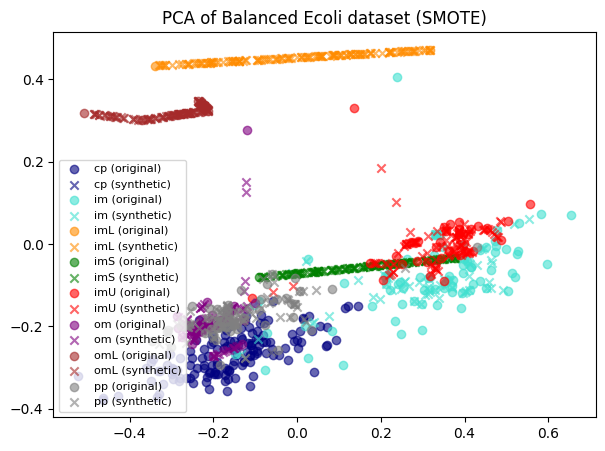 PCA of Balanced Ecoli dataset (SMOTE)
0.4
0.2
0.0
−0.2
−0.4
cp (original)
cp (synthetic)
im (original)
im (synthetic)
imL (original)
imL (synthetic)
imS (original)
imS (synthetic)
imU (original)
imU (synthetic)
om (original)
om (synthetic)
omL (original)
omL (synthetic)
pp (original)
pp (synthetic)
−0.4 −0.2 0.0 0.2 0.4 0.6